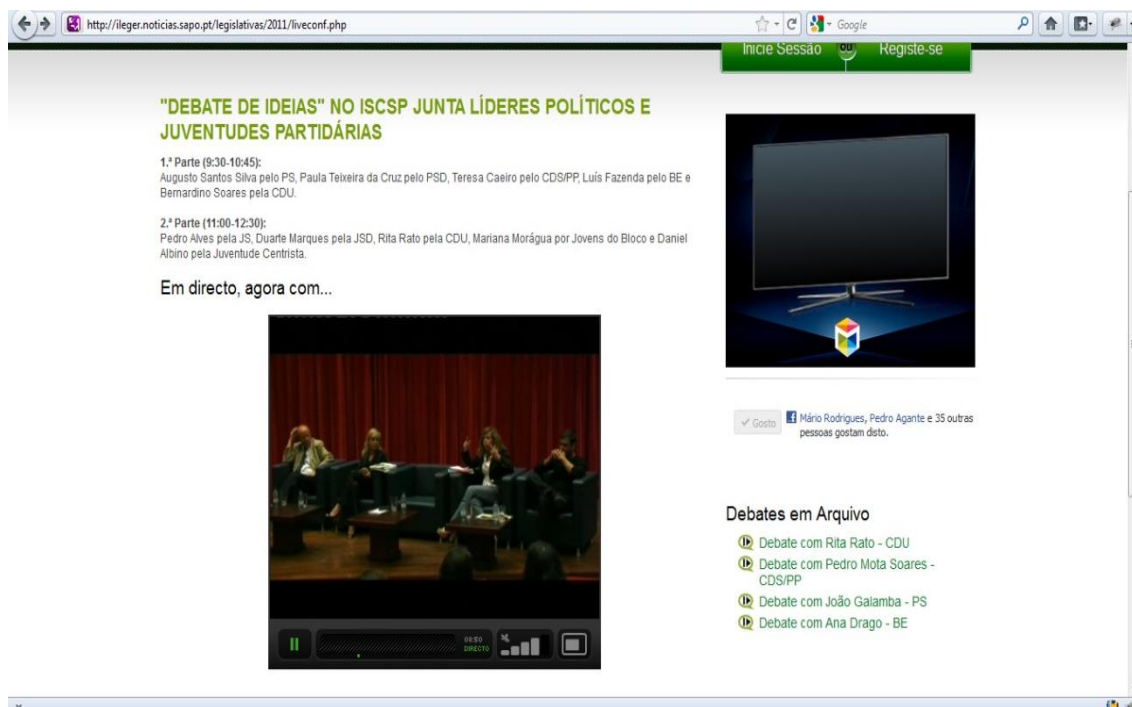 http://ileger.noticias.sapo.pt/legislativas/2011/liveconf.php
Google
Inicie Sessão
ou
Registe-se
"DEBATE DE IDEIAS" NO ISCSP JUNTA LÍDERES POLÍTICOS E
JUVENTUDES PARTIDÁRIAS
1.ª Parte (9:30-10:45):
Augusto Santos Silva pelo PS, Paula Teixeira da Cruz pelo PSD, Teresa Caeiro pelo CDS/PP, Luís Fazenda pelo BE e
Bernardino Soares pela CDU.
2.ª Parte (11:00-12:30):
Pedro Alves pela JS, Duarte Marques pela JSD, Rita Rato pela CDU, Mariana Morágua por Jovens do Bloco e Daniel
Albino pela Juventude Centrista.
Em directo, agora com...
DIRECTO
Gosto
Mário Rodrigues, Pedro Agante e 35 outras
pessoas gostam disto.
Debates em Arquivo
Debate com Rita Rato - CDU
Debate com Pedro Mota Soares -
CDS/PP
Debate com João Galamba - PS
Debate com Ana Drago - BE